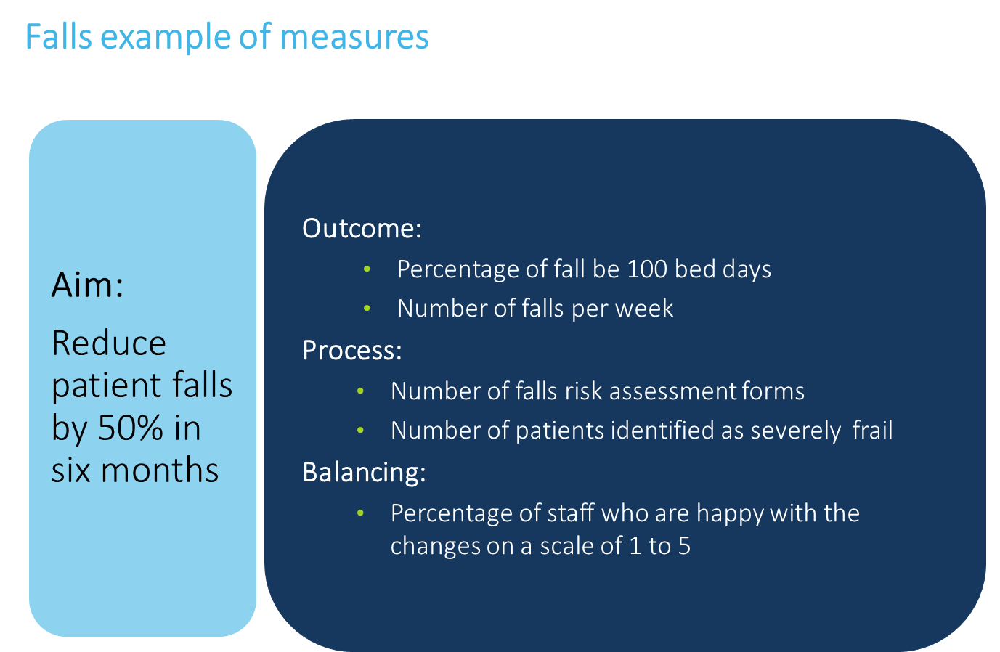 Falls example of measures
Aim:
Reduce
patient falls
by 50% in
six months
Outcome:
• Percentage of fall be 100 bed days
• Number of falls per week
Process:
• Number of falls risk assessment forms
• Number of patients identified as severely  frail
Balancing:
• Percentage of staff who are happy with the
changes on a scale of 1 to 5